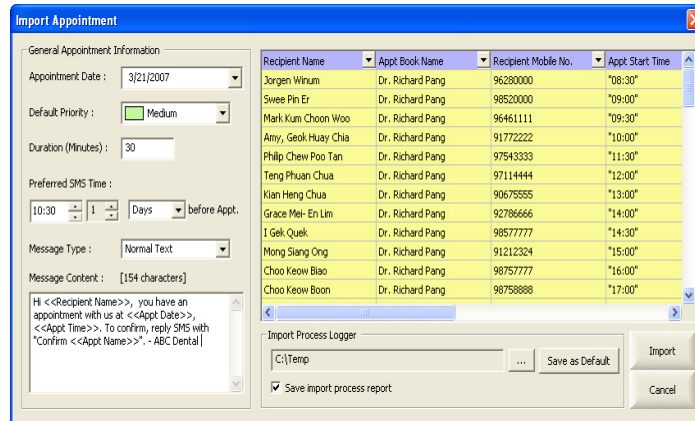 Import Appointment
General Appointment Information
Appointment Date : 3/21/2007
Default Priority : Medium
Duration (Minutes) : 30
Preferred SMS Time :
10:30 1 Days before Appt.
Message Type : Normal Text
Message Content : [154 characters]
Hi <<Recipient Name>>, you have an
appointment with us at <<Appt Date>>,
<<Appt Time>>. To confirm, reply SMS with
"Confirm <<Appt Name>>". - ABC Dental
Recipient Name Appt Book Name Recipient Mobile No. Appt Start Time
Jorgen Winum Dr. Richard Pang 96280000 "08:30"
Swee Pin Er Dr. Richard Pang 98520000 "09:00"
Mark Kum Choon Woo Dr. Richard Pang 96461111 "09:30"
Amy, Geok Huay Chia Dr. Richard Pang 91772222 "10:00"
Philip Chew Poo Tan Dr. Richard Pang 97543333 "11:30"
Teng Phuan Chua Dr. Richard Pang 97114444 "12:00"
Kian Heng Chua Dr. Richard Pang 90675555 "13:00"
Grace Mei- En Lim Dr. Richard Pang 92786666 "14:00"
I Gek Quek Dr. Richard Pang 98577777 "14:30"
Mong Siang Ong Dr. Richard Pang 91212324 "15:00"
Choo Keow Biao Dr. Richard Pang 98757777 "16:00"
Choo Keow Boon Dr. Richard Pang 98758888 "17:00"
Import Process Logger
C:\Temp ... Save as Default
Save import process report
Import
Cancel